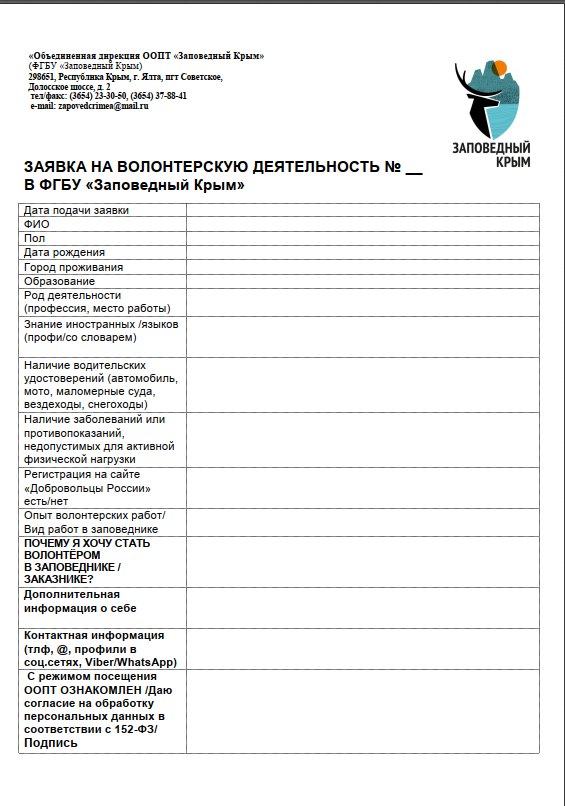 «Объединенная дирекция ООПТ «Заповедный Крым»
(ФГБУ «Заповедный Крым)
298651, Республика Крым, г. Ялта, пгт Советское,
Долосское шоссе, д. 2
тел/факс: (3654) 23-30-50, (3654) 37-88-41
e-mail: zapovedcrimea@mail.ru
ЗАПОВЕДНЫЙ
КРЫМ
ЗАЯВКА НА ВОЛОНТЕРСКУЮ ДЕЯТЕЛЬНОСТЬ № __
В ФГБУ «Заповедный Крым»
Дата подачи заявки
ФИО
Пол
Дата рождения
Город проживания
Образование
Род деятельности
(профессия, место работы)
Знание иностранных /языков
(профи/со словарем)
Наличие водительских
удостоверений (автомобиль,
мото, маломерные суда,
вездеходы, снегоходы)
Наличие заболеваний или
противопоказаний,
недопустимых для активной
физической нагрузки
Регистрация на сайте
«Добровольцы России»
есть/нет
Опыт волонтерских работ/
Вид работ в заповеднике
ПОЧЕМУ Я ХОЧУ СТАТЬ
ВОЛОНТЁРОМ
В ЗАПОВЕДНИКЕ /
ЗАКАЗНИКЕ?
Дополнительная
информация о себе
Контактная информация
(тлф, @, профили в
соц.сетях, Viber/WhatsApp)
С режимом посещения
ООПТ ОЗНАКОМЛЕН /Даю
согласие на обработку
персональных данных в
соответствии с 152-ФЗ/
Подпись